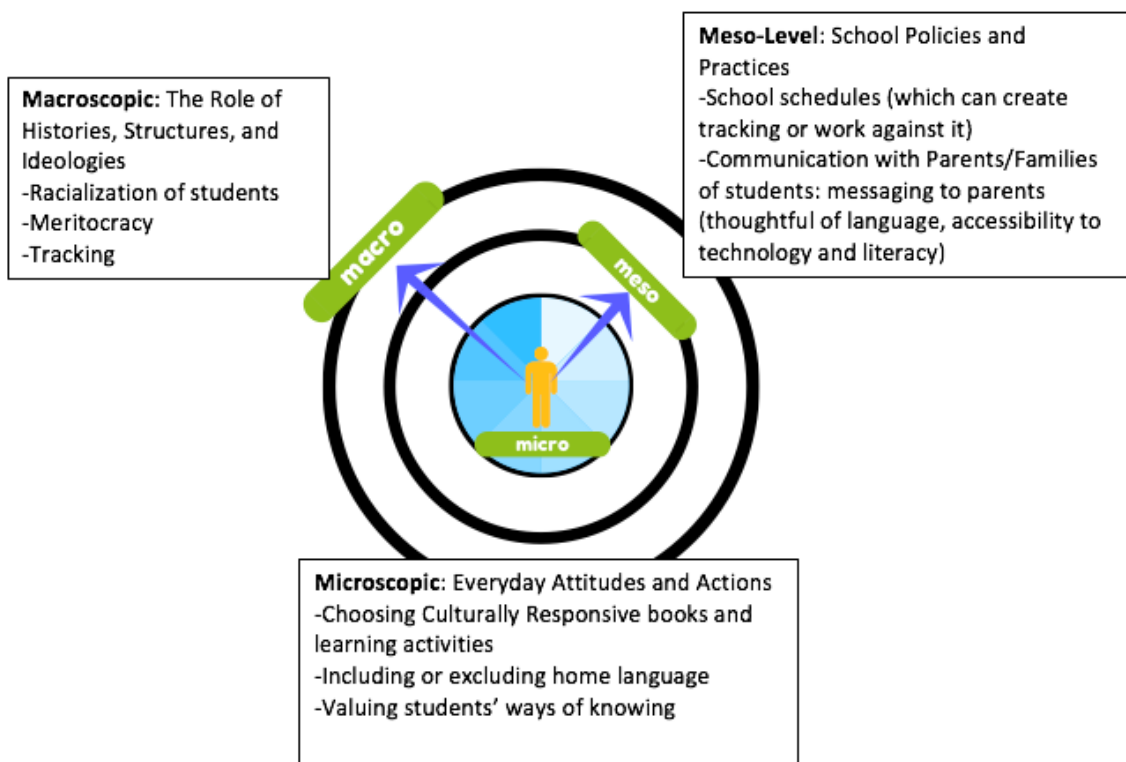 Macroscopic: The Role of
Histories, Structures, and
Ideologies
-Racialization of students
-Meritocracy
-Tracking
Meso-Level: School Policies and
Practices
-School schedules (which can create
tracking or work against it)
-Communication with Parents/Families
of students: messaging to parents
(thoughtful of language, accessibility to
technology and literacy)
macro
meso
micro
Microscopic: Everyday Attitudes and Actions
-Choosing Culturally Responsive books and
learning activities
-Including or excluding home language
-Valuing students’ ways of knowing